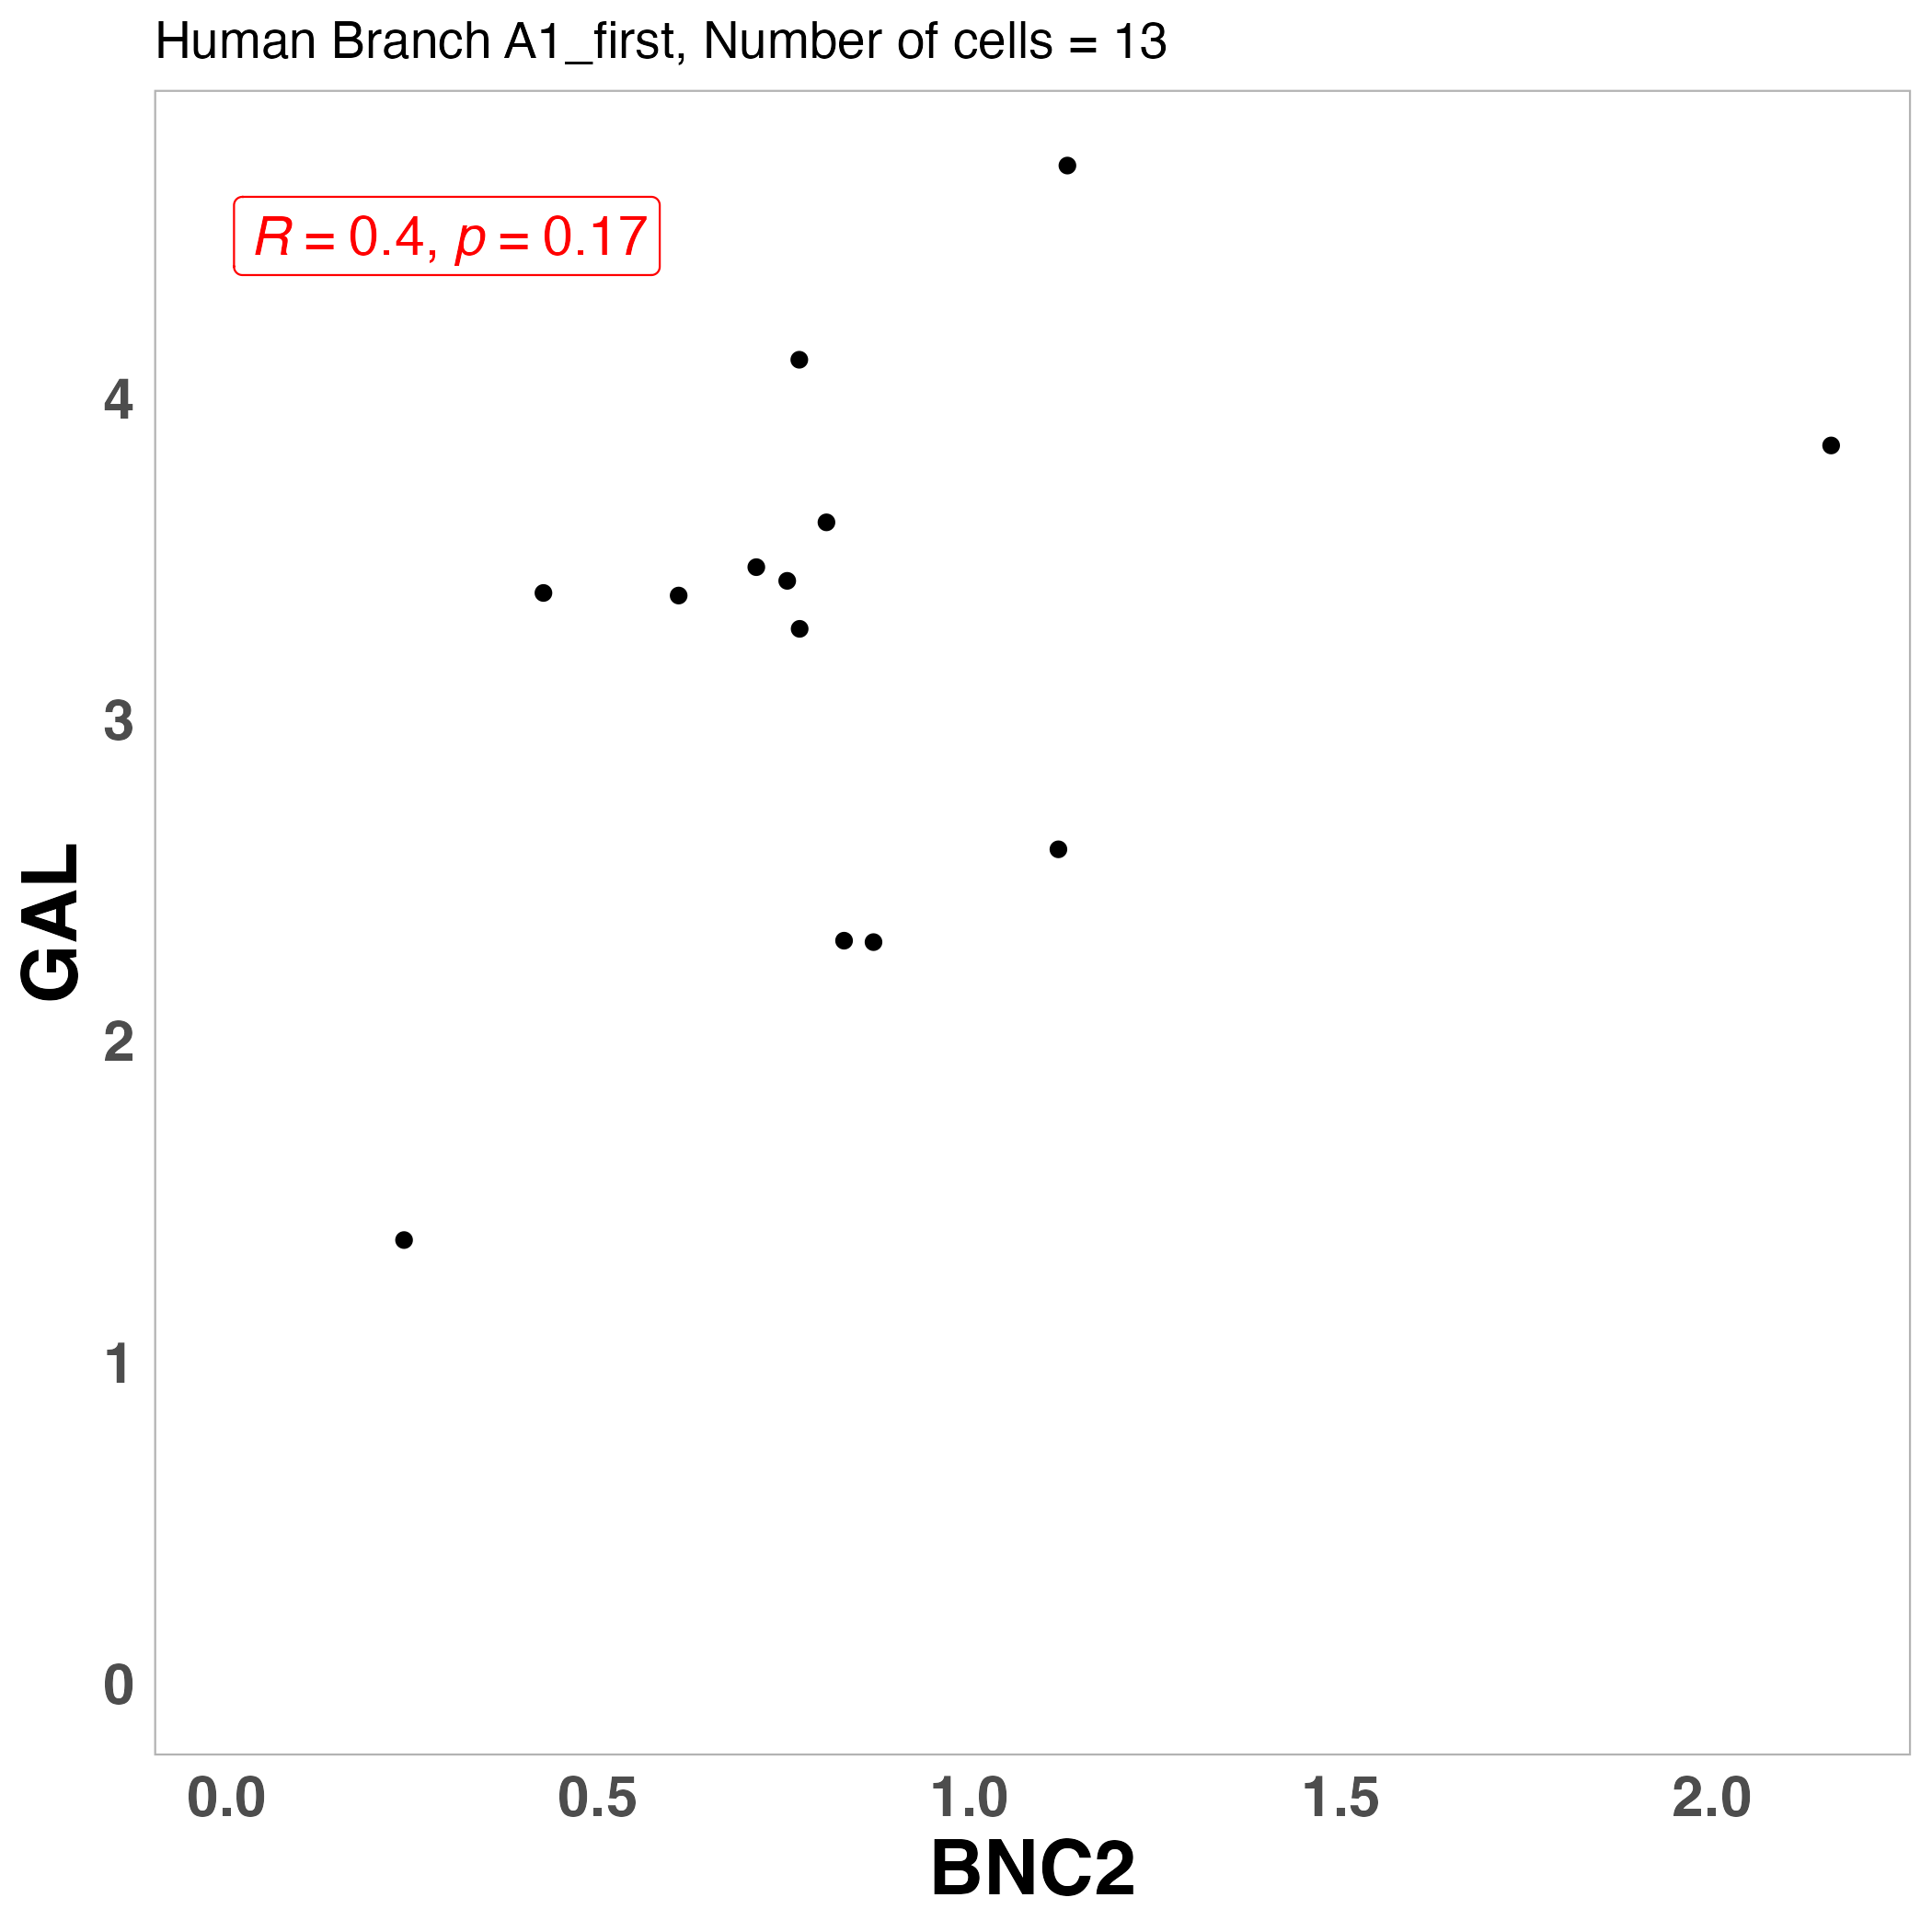 Human Branch A1_first, Number of cells = 13
R = 0.4, p = 0.17
4
3
2
1
0
GAL
0.0 0.5 1.0 1.5 2.0
BNC2